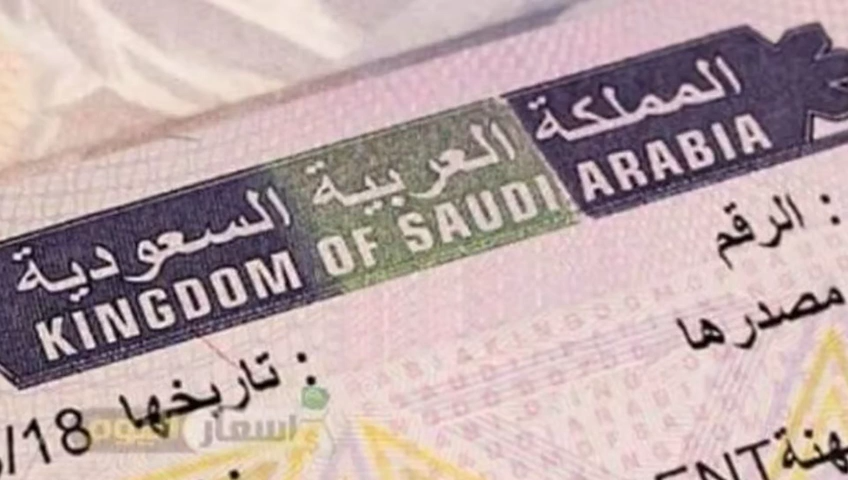 المملكة العربية السعودية
KINGDOM OF SAUDI ARABIA
الرقم :
مصدرها
تاريخها :
/18
اسعار اليوم